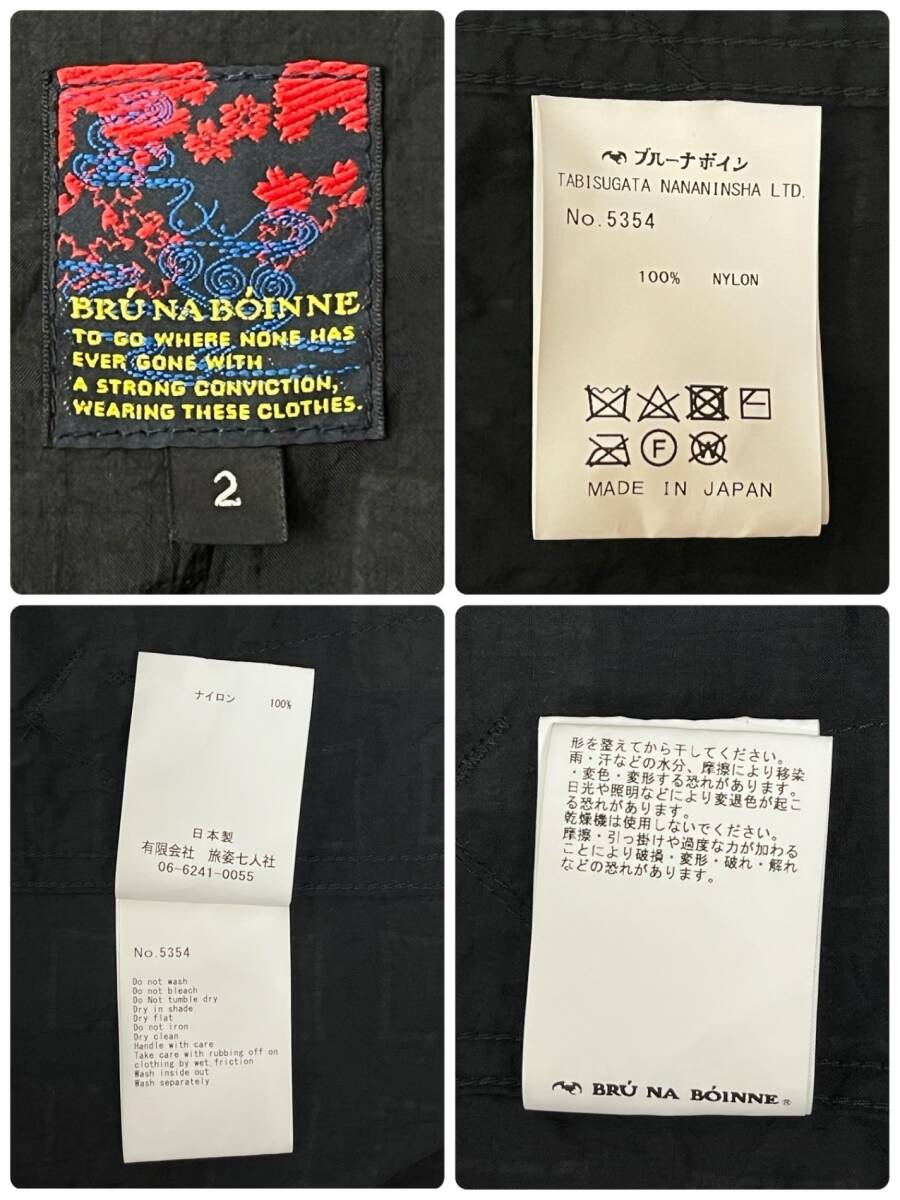 BRÚ NA BÓINNE
TO GO WHERE NONE HAS
EVER GONE WITH
A STRONG CONVICTION,
WEARING THESE CLOTHES.
2
ブルーナボイン
TABISUGATA NANANINSHA LTD.
No.5354
100% NYLON
F
W
MADE IN JAPAN
ナイロン 100%
日本製
有限会社 旅姿七人社
06-6241-0055
No.5354
Do not wash
Do not bleach
Do Not tumble dry
Dry in shade
Dry flat
Do not iron
Dry clean
Handle with care
Take care with rubbing off on
clothing by wet,friction
Wash inside out
Wash separately
形を整えてから干してください。
雨・汗などの水分、摩擦により移染
・変色・変形する恐れがあります。
日光や照明などにより変退色が起こ
る恐れがあります。
乾燥機は使用しないでください。
摩擦・引っ掛けや過度な力が加わる
ことにより破損・変形・破れ・解れ
などの恐れがあります。
BRÚ NA BÓINNE®